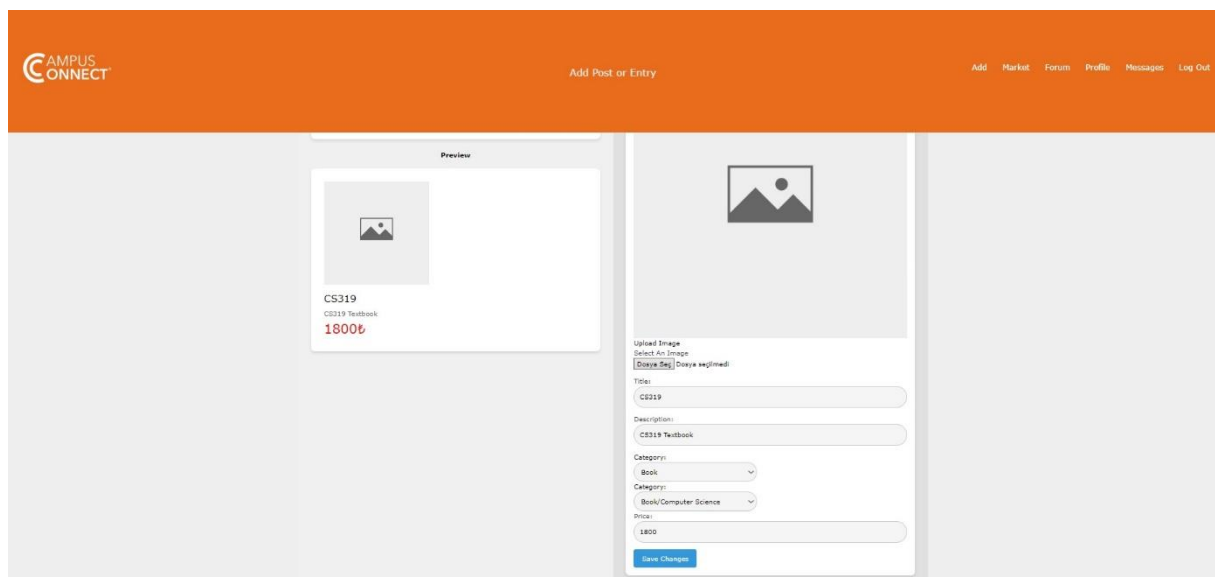 CAMPUS
CONNECT
Add Post or Entry
Add Market Forum Profile Messages Log Out
Preview
CS319
CS319 Textbook
1800₺
Upload Image
Select An Image
Dosya Seç Dosya seçilmedi
Title:
CS319
Description:
CS319 Textbook
Category:
Book
Category:
Book/Computer Science
Price:
1800
Save Changes